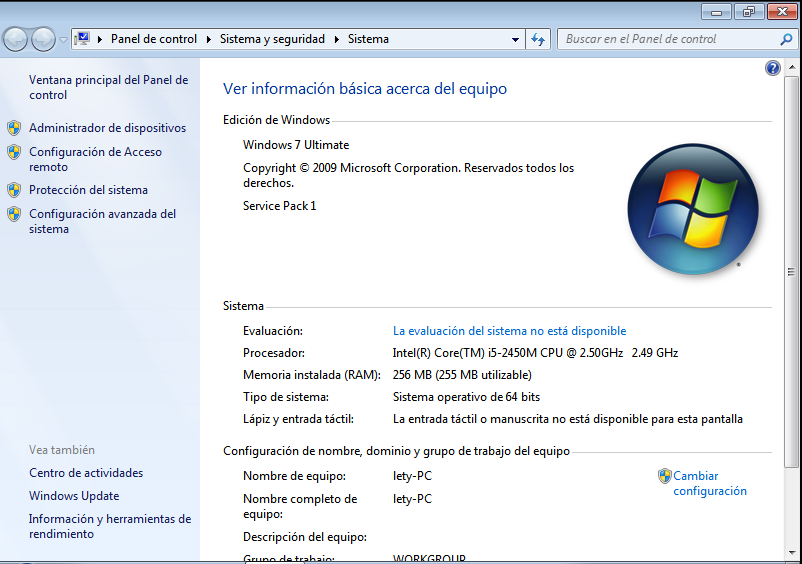 Panel de control Sistema y seguridad Sistema
Buscar en el Panel de control
Ventana principal del Panel de
control
Administrador de dispositivos
Configuración de Acceso
remoto
Protección del sistema
Configuración avanzada del
sistema
Vea también
Centro de actividades
Windows Update
Información y herramientas de
rendimiento
Ver información básica acerca del equipo
Edición de Windows
Windows 7 Ultimate
Copyright © 2009 Microsoft Corporation. Reservados todos los
derechos.
Service Pack 1
Sistema
Evaluación: La evaluación del sistema no está disponible
Procesador: Intel(R) Core(TM) i5-2450M CPU @ 2.50GHz 2.49 GHz
Memoria instalada (RAM): 256 MB (255 MB utilizable)
Tipo de sistema: Sistema operativo de 64 bits
Lápiz y entrada táctil: La entrada táctil o manuscrita no está disponible para esta pantalla
Configuración de nombre, dominio y grupo de trabajo del equipo
Nombre de equipo: lety-PC
Cambiar
configuración
Nombre completo de
equipo:
lety-PC
Descripción del equipo:
Grupo de trabajo: WORKGROUP